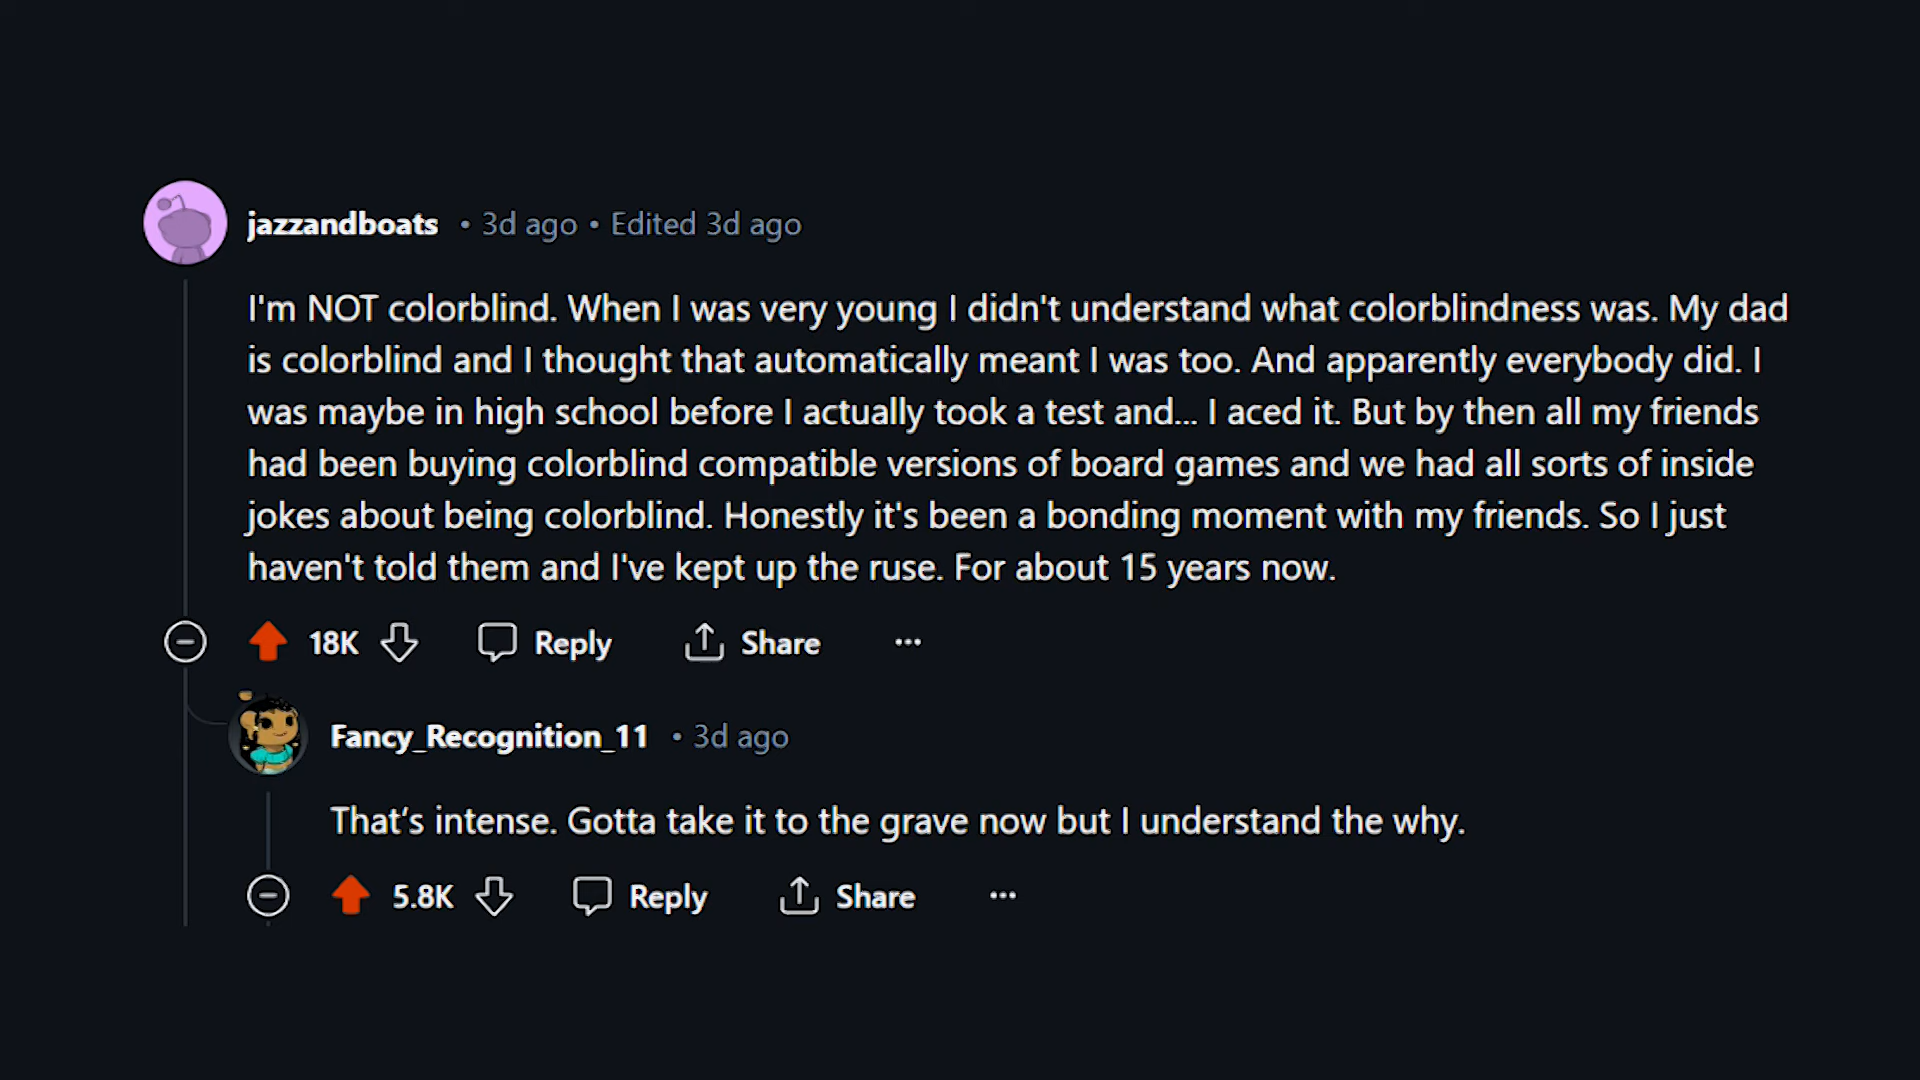 jazzandboats • 3d ago • Edited 3d ago
I'm NOT colorblind. When I was very young I didn't understand what colorblindness was. My dad
is colorblind and I thought that automatically meant I was too. And apparently everybody did. I
was maybe in high school before I actually took a test and... I aced it. But by then all my friends
had been buying colorblind compatible versions of board games and we had all sorts of inside
jokes about being colorblind. Honestly it's been a bonding moment with my friends. So I just
haven't told them and I've kept up the ruse. For about 15 years now.
18K Reply Share ...
Fancy_Recognition_11 • 3d ago
That‘s intense. Gotta take it to the grave now but I understand the why.
5.8K Reply Share ...